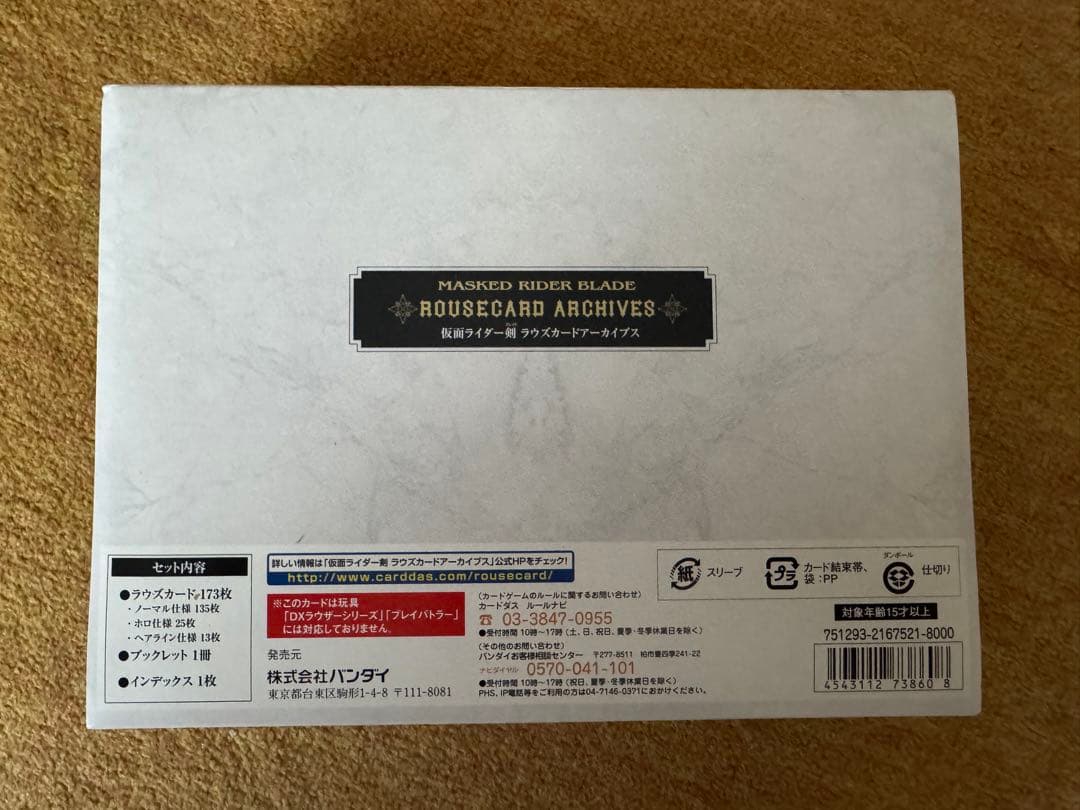 MASKED RIDER BLADE
ROUSECARD ARCHIVES
ブレイド
仮面ライダー剣 ラウズカードアーカイブス
セット内容
●ラウズカード 173枚
・ノーマル仕様 135枚
・ホロ仕様 25枚
・ヘアライン仕様 13枚
●ブックレット 1冊
●インデックス 1枚
詳しい情報は「仮面ライダー剣 ラウズカードアーカイブス」公式HPをチェック!
http://www.carddas.com/rousecard/
※このカードは玩具
「DXラウザーシリーズ」「プレイバトラー」
には対応しておりません。
発売元
株式会社バンダイ
東京都台東区駒形1-4-8 〒111-8081
(カードゲームのルールに関するお問い合わせ)
カードダス ルールナビ
☎ 03-3847-0955
●受付時間 10時～17時 (土、日、祝日、夏季・冬季休業日を除く)
(その他のお問い合わせ)
バンダイお客様相談センター 〒277-8511 柏市豊四季241-22
ナビダイヤル 0570-041-101
●受付時間 10時～17時 (祝日、夏季・冬季休業日を除く)
PHS、IP電話等をご利用の方は04-7146-0371におかけください。
紙 スリーブ
プラ カード結束帯、
袋:PP
ダンボール
仕切り
対象年齢15才以上
751293-2167521-8000
4543112 73860 8